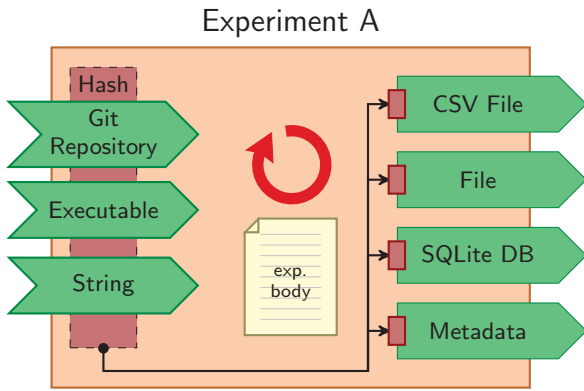 Experiment A
Hash
Git
Repository
Executable
String
exp.
body
CSV File
File
SQLite DB
Metadata